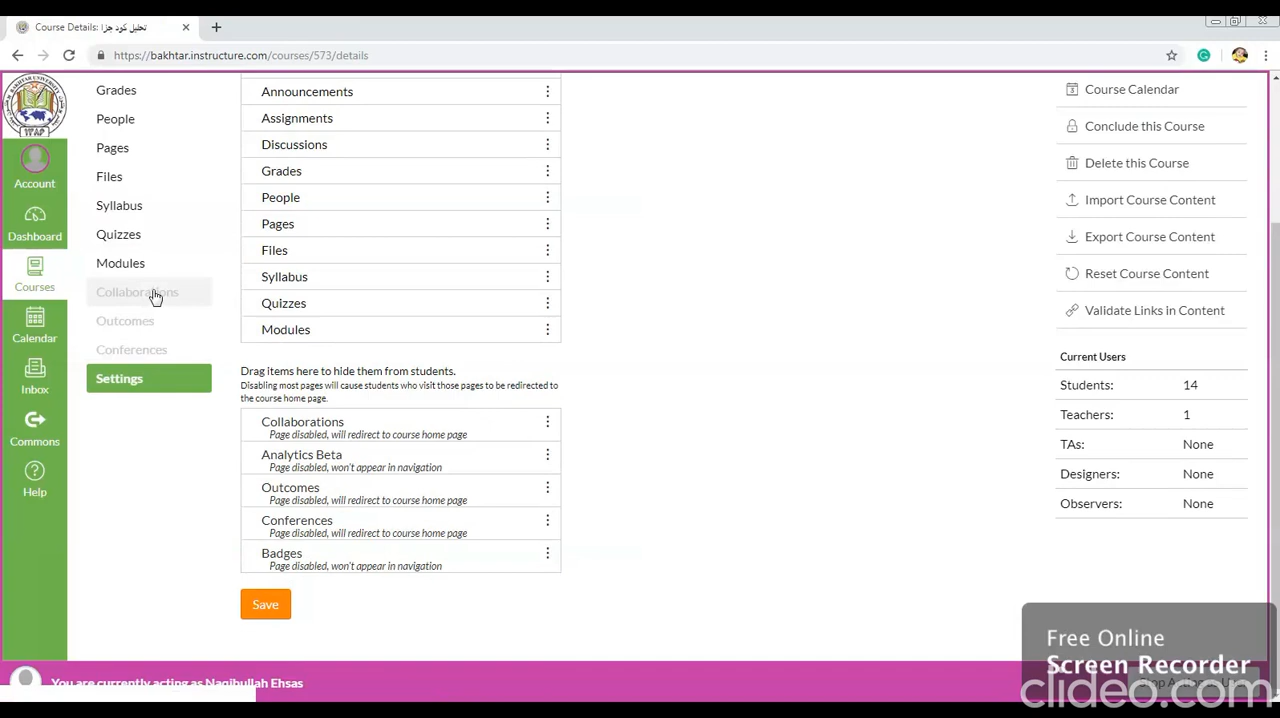 Course Details: تحلیل کود جزا
https://bakhtar.instructure.com/courses/573/details
Account
Dashboard
Courses
Calendar
Inbox
Commons
Help
Grades
People
Pages
Files
Syllabus
Quizzes
Modules
Collaborations
Outcomes
Conferences
Settings
Announcements
Assignments
Discussions
Grades
People
Pages
Files
Syllabus
Quizzes
Modules
Drag items here to hide them from students.
Disabling most pages will cause students who visit those pages to be redirected to
the course home page.
Collaborations
Page disabled, will redirect to course home page
Analytics Beta
Page disabled, won't appear in navigation
Outcomes
Page disabled, will redirect to course home page
Conferences
Page disabled, will redirect to course home page
Badges
Page disabled, won't appear in navigation
Save
Course Calendar
Conclude this Course
Delete this Course
Import Course Content
Export Course Content
Reset Course Content
Validate Links in Content
Current Users
Students: 14
Teachers: 1
TAs: None
Designers: None
Observers: None
You are currently acting as Naqibullah Ehsas
Free Online
Screen Recorder
clideo.com